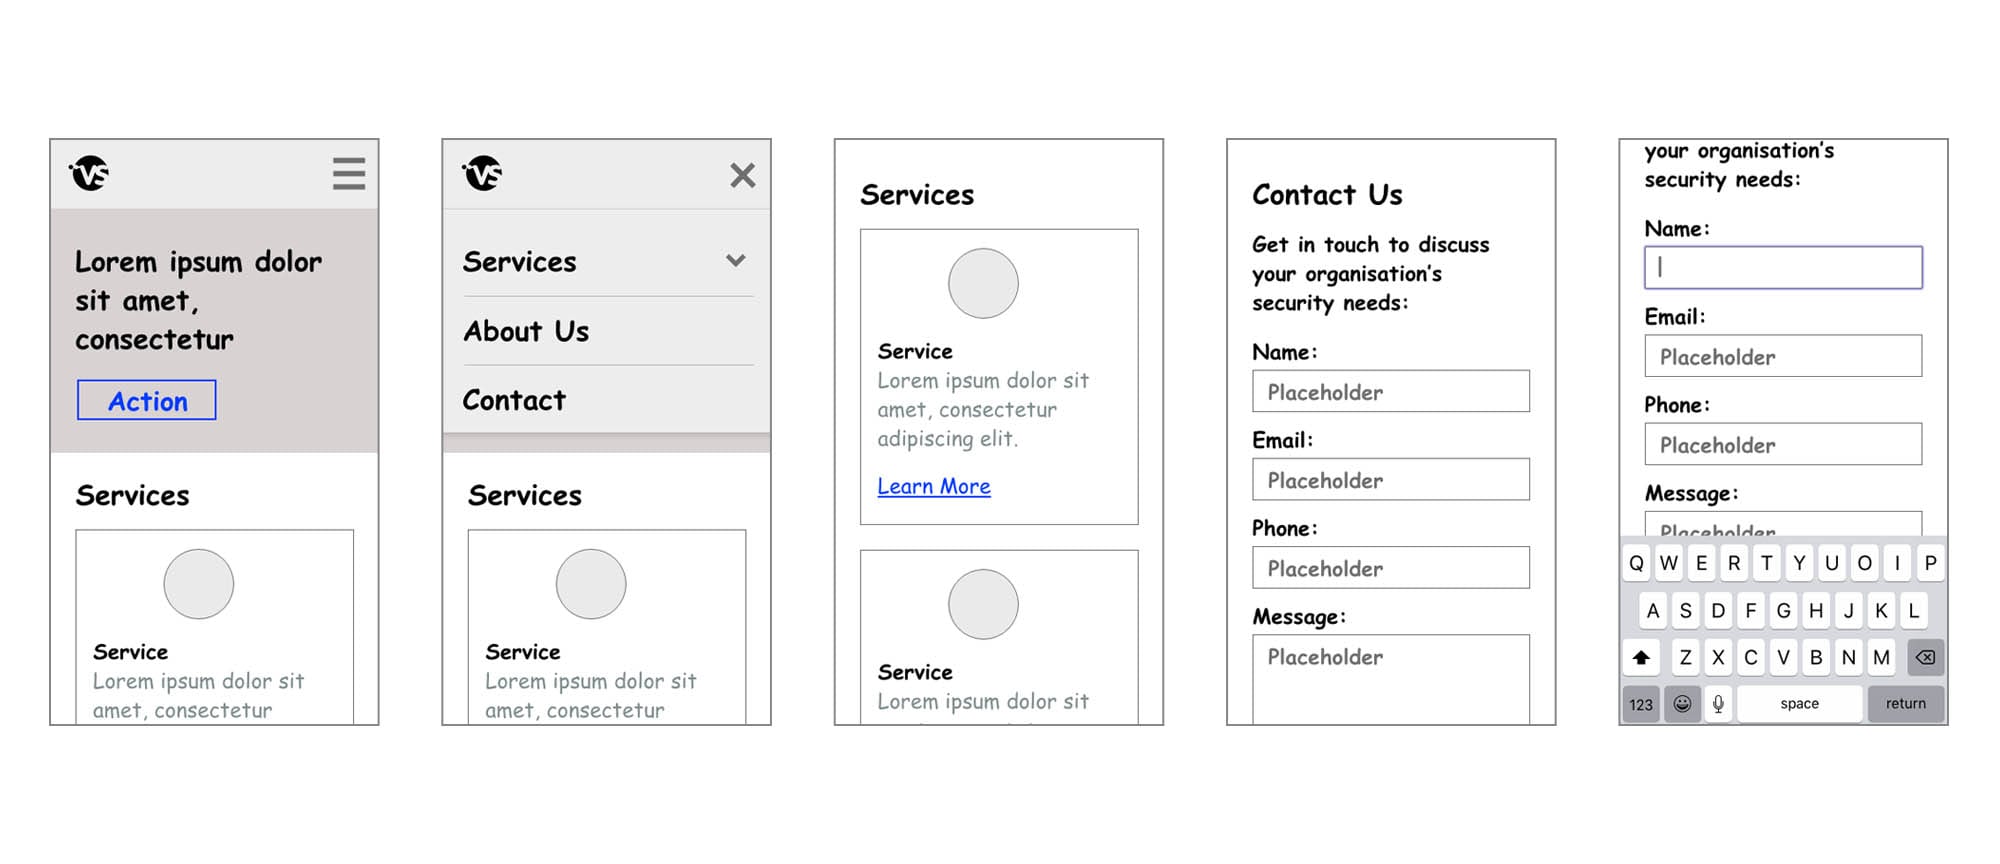 VS
Lorem ipsum dolor
sit amet,
consectetur
Action
Services
Service
Lorem ipsum dolor sit
amet, consectetur
VS
Services
About Us
Contact
Services
Service
Lorem ipsum dolor sit
amet, consectetur
Services
Service
Lorem ipsum dolor sit
amet, consectetur
adipiscing elit.
Learn More
Service
Lorem ipsum dolor sit
Contact Us
Get in touch to discuss
your organisation's
security needs:
Name:
Placeholder
Email:
Placeholder
Phone:
Placeholder
Message:
Placeholder
your organisation's
security needs:
Name:
Email:
Placeholder
Phone:
Placeholder
Message:
Placeholder
Q W E R T Y U O I P
A S D F G H J K L
Z X C V B N M
123 space return